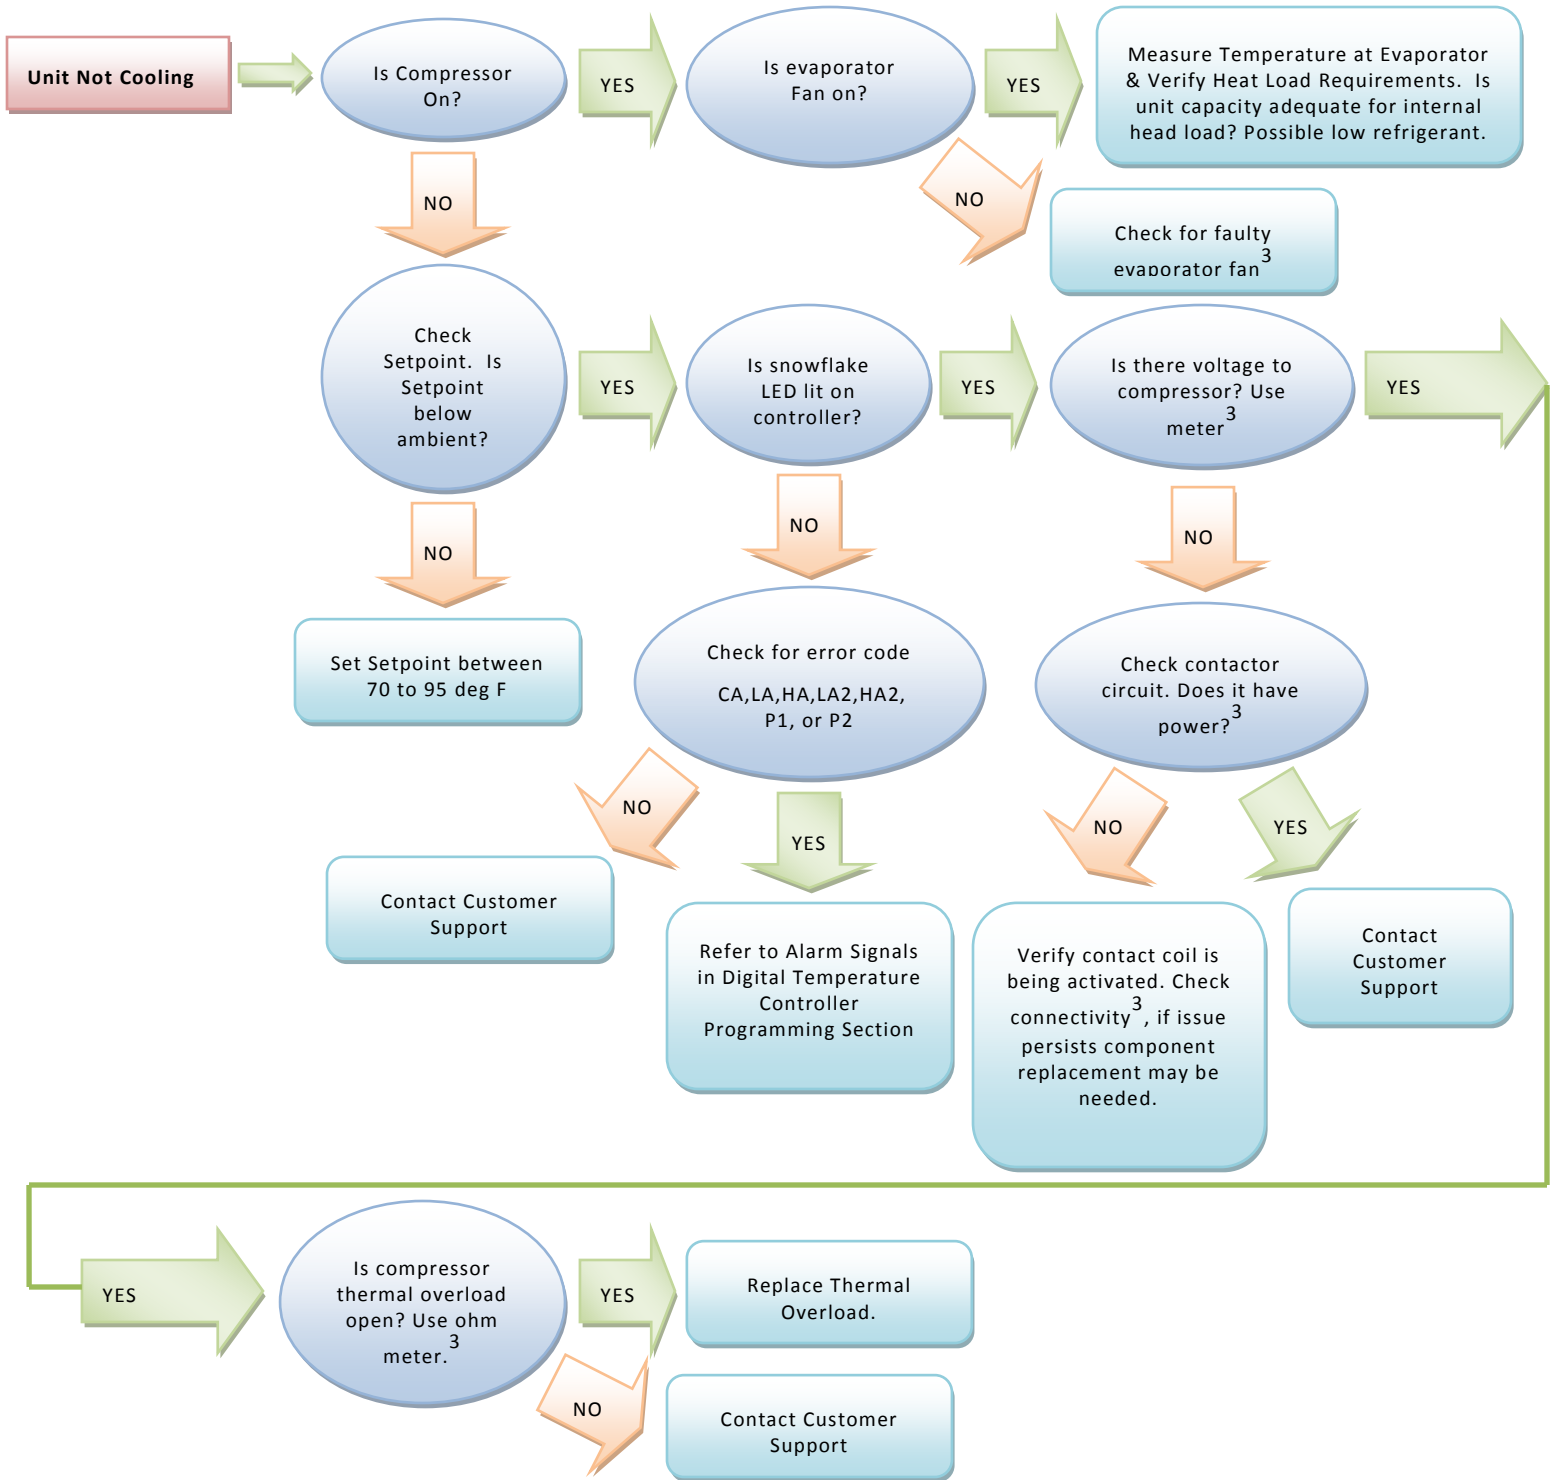 Unit Not Cooling
Is Compressor
On?
YES
Is evaporator
Fan on?
YES
Measure Temperature at Evaporator
& Verify Heat Load Requirements. Is
unit capacity adequate for internal
head load? Possible low refrigerant.
NO
NO
Check for faulty
evaporator fan3
Check
Setpoint. Is
Setpoint
below
ambient?
YES
Is snowflake
LED lit on
controller?
YES
Is there voltage to
compressor? Use
meter3
YES
NO
NO
NO
Set Setpoint between
70 to 95 deg F
Check for error code
CA,LA,HA,LA2,HA2,
P1, or P2
Check contactor
circuit. Does it have
power?3
NO
YES
NO
YES
Contact Customer
Support
Refer to Alarm Signals
in Digital Temperature
Controller
Programming Section
Verify contact coil is
being activated. Check
connectivity3, if issue
persists component
replacement may be
needed.
Contact
Customer
Support
YES
Is compressor
thermal overload
open? Use ohm
meter.3
YES
Replace Thermal
Overload.
NO
Contact Customer
Support